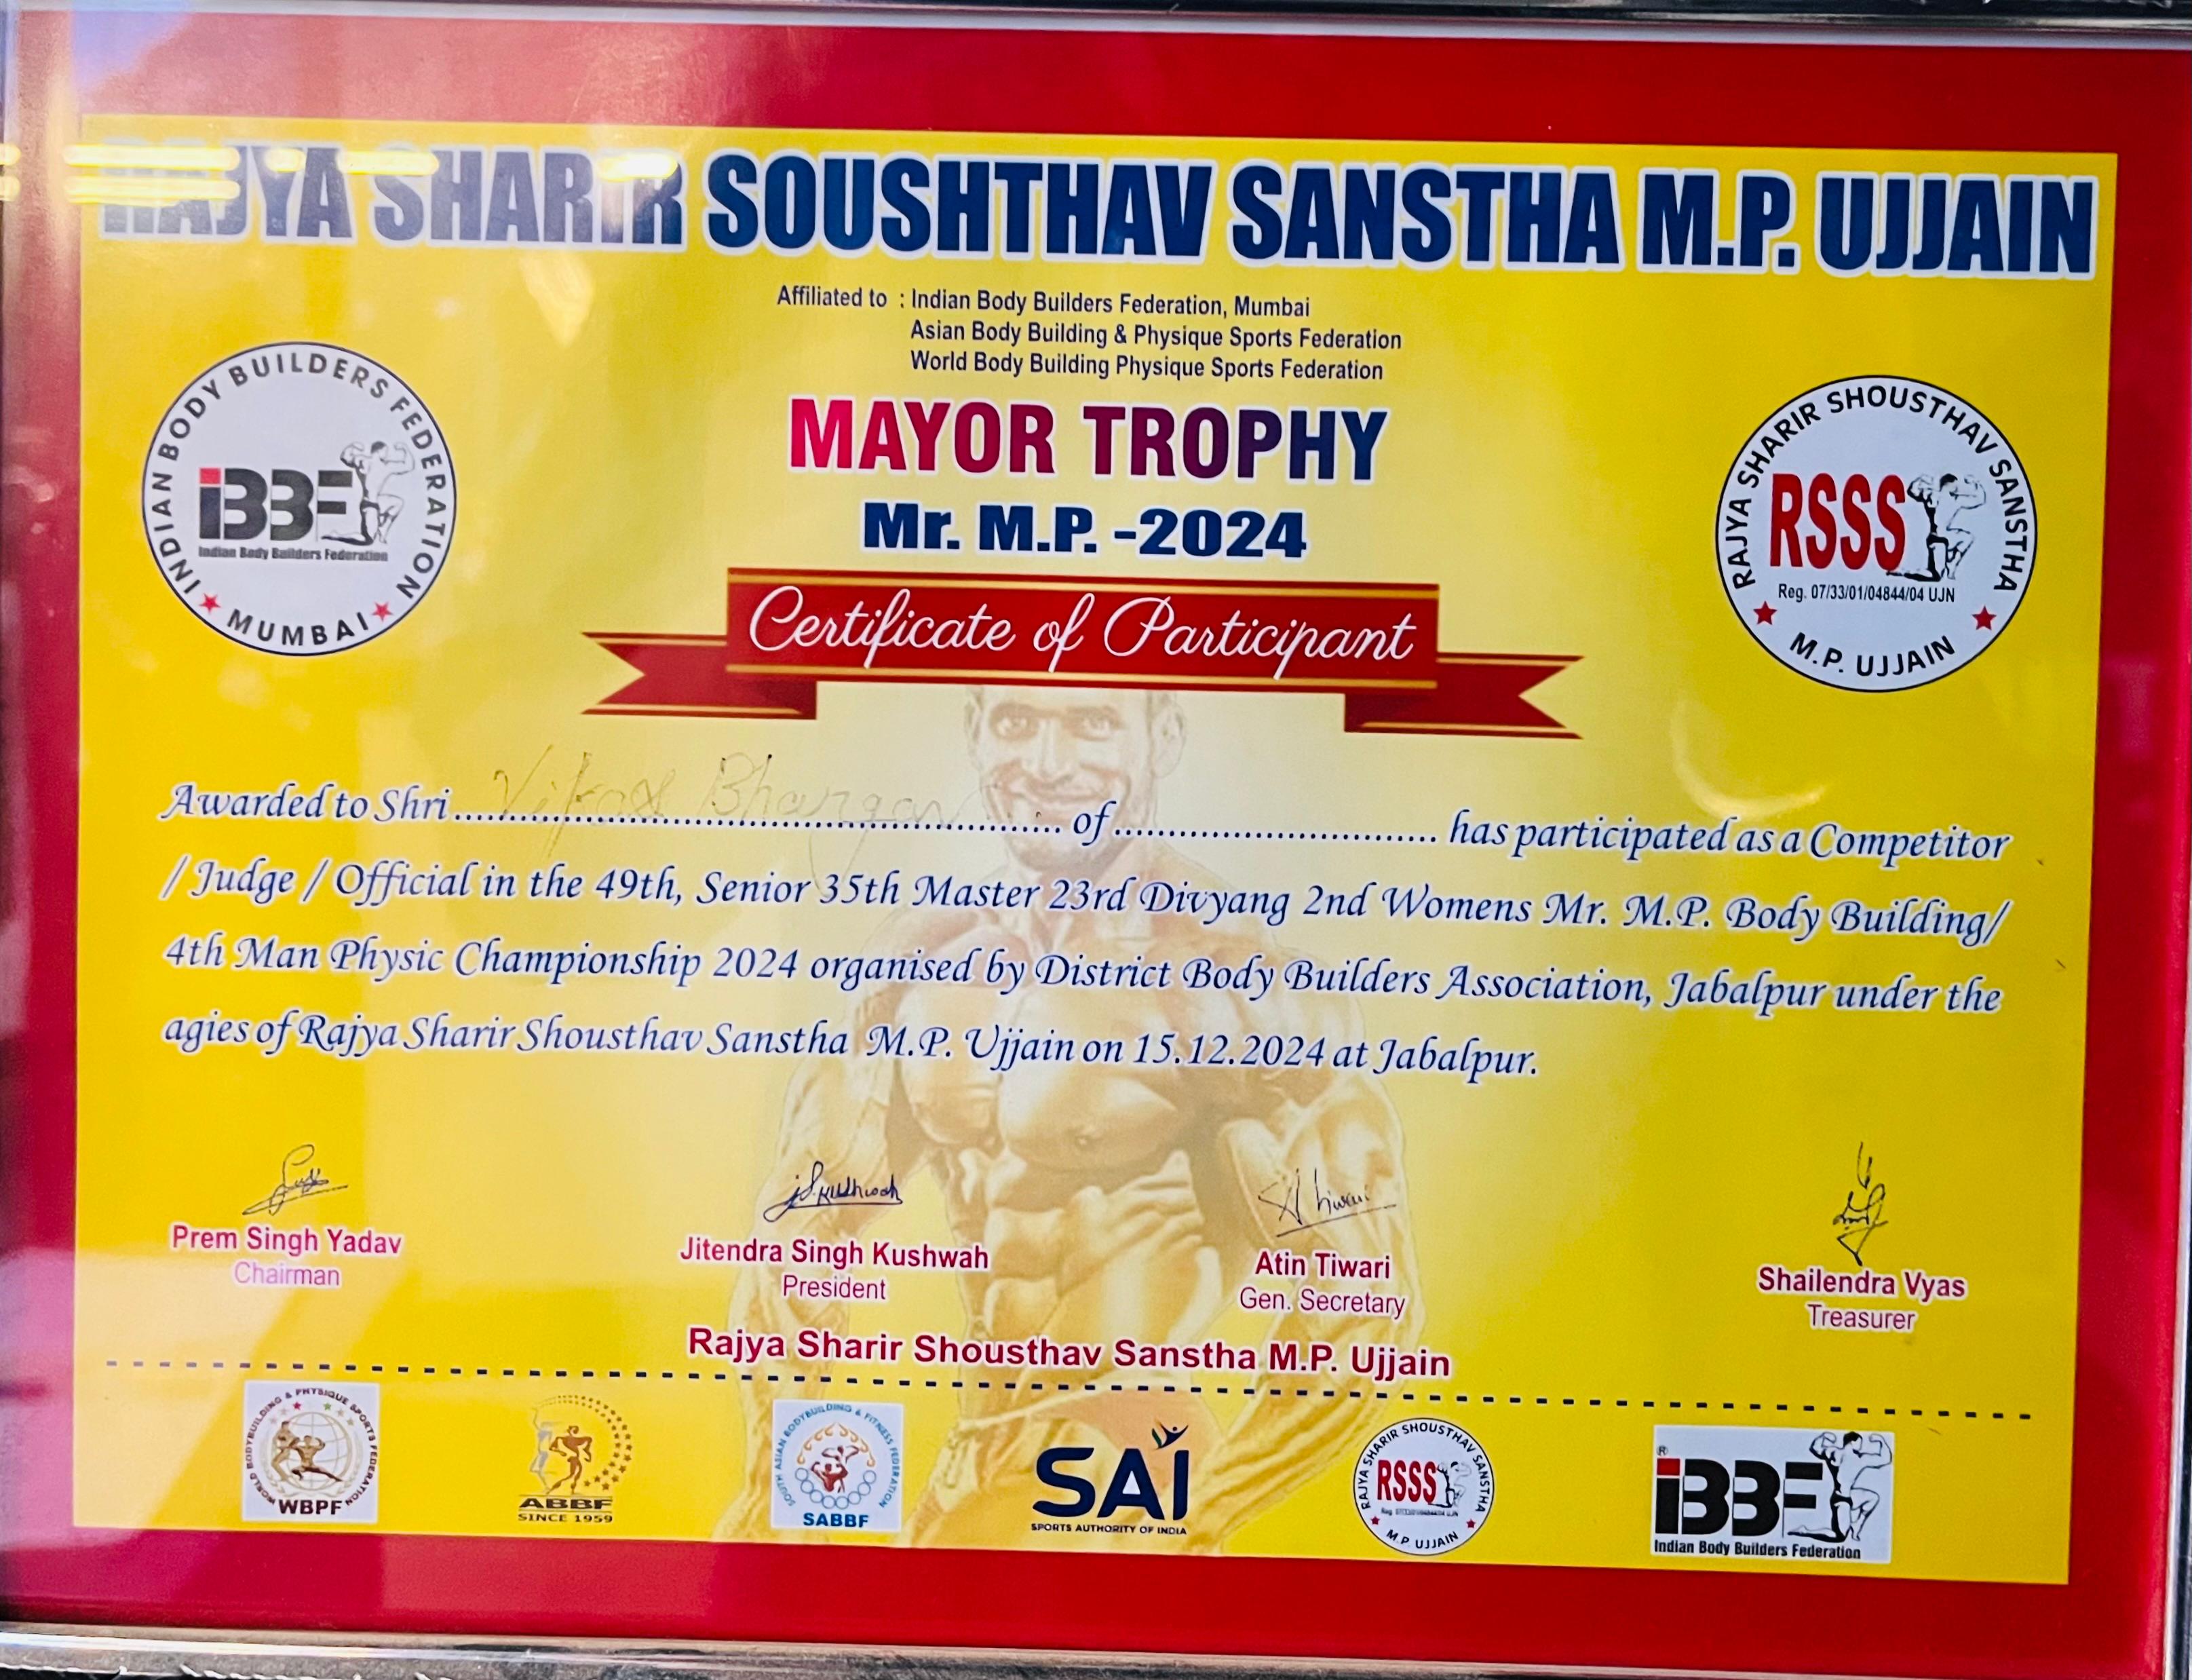 RAJYA SHARIR SOUSHTHAV SANSTHA M.P. UJJAIN
Affiliated to : Indian Body Builders Federation, Mumbai
Asian Body Building & Physique Sports Federation
World Body Building Physique Sports Federation
INDIAN BODY BUILDERS FEDERATION
iBBF
Indian Body Builders Federation
MUMBAI
MAYOR TROPHY
Mr. M.P. -2024
RAJYA SHARIR SHOUSTHAV SANSTHA
RSSS
Reg. 07/33/01/04844/04 UJN
M.P. UJJAIN
Certificate of Participant
Awarded to Shri Vikas Bhargav of has participated as a Competitor
/ Judge / Official in the 49th, Senior 35th Master 23rd Divyang 2nd Womens Mr. M.P. Body Building/
4th Man Physic Championship 2024 organised by District Body Builders Association, Jabalpur under the
agies of Rajya Sharir Shousthav Sanstha M.P. Ujjain on 15.12.2024 at Jabalpur.
JSKushwah
Prem Singh Yadav
Chairman
Jitendra Singh Kushwah
President
Atin Tiwari
Gen. Secretary
Shailendra Vyas
Treasurer
Rajya Sharir Shousthav Sanstha M.P. Ujjain
WORLD BODYBUILDING & PHYSIQUE SPORTS FEDERATION
WBPF
ABBF
SINCE 1959
SOUTH ASIAN BODYBUILDING & FITNESS FEDERATION
SABBF
SAI
SPORTS AUTHORITY OF INDIA
RAJYA SHARIR SHOUSTHAV SANSTHA
RSSS
M.P UJJAIN
®
iBBF
Indian Body Builders Federation